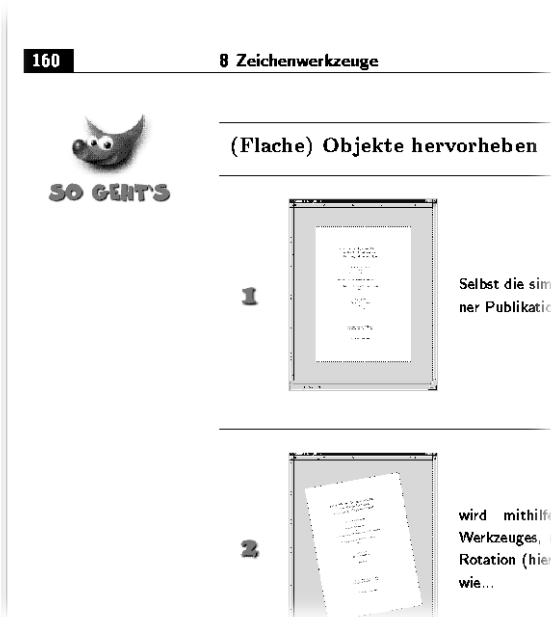 160
8 Zeichenwerkzeuge
SO GEHT'S
(Flache) Objekte hervorheben
1
Selbst die sim
ner Publikatio
2
wird mithilfe
Werkzeuges,
Rotation (hier
wie...